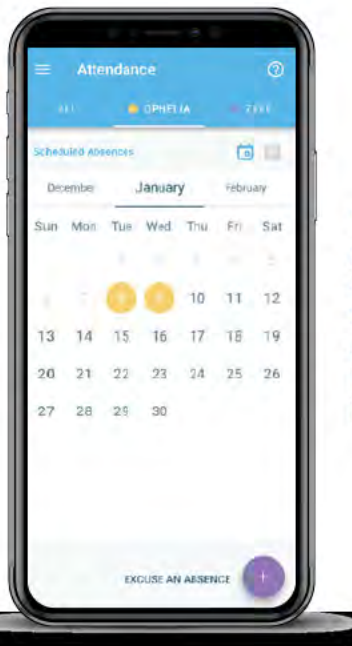 Attendance
OPHELIA
Scheduled Absences
December January February
Sun Mon Tue Wed Thu Fri Sat
10 11 12
13 14 15 16 17 18 19
20 21 22 23 24 25 26
27 28 29 30
EXCUSE AN ABSENCE
+